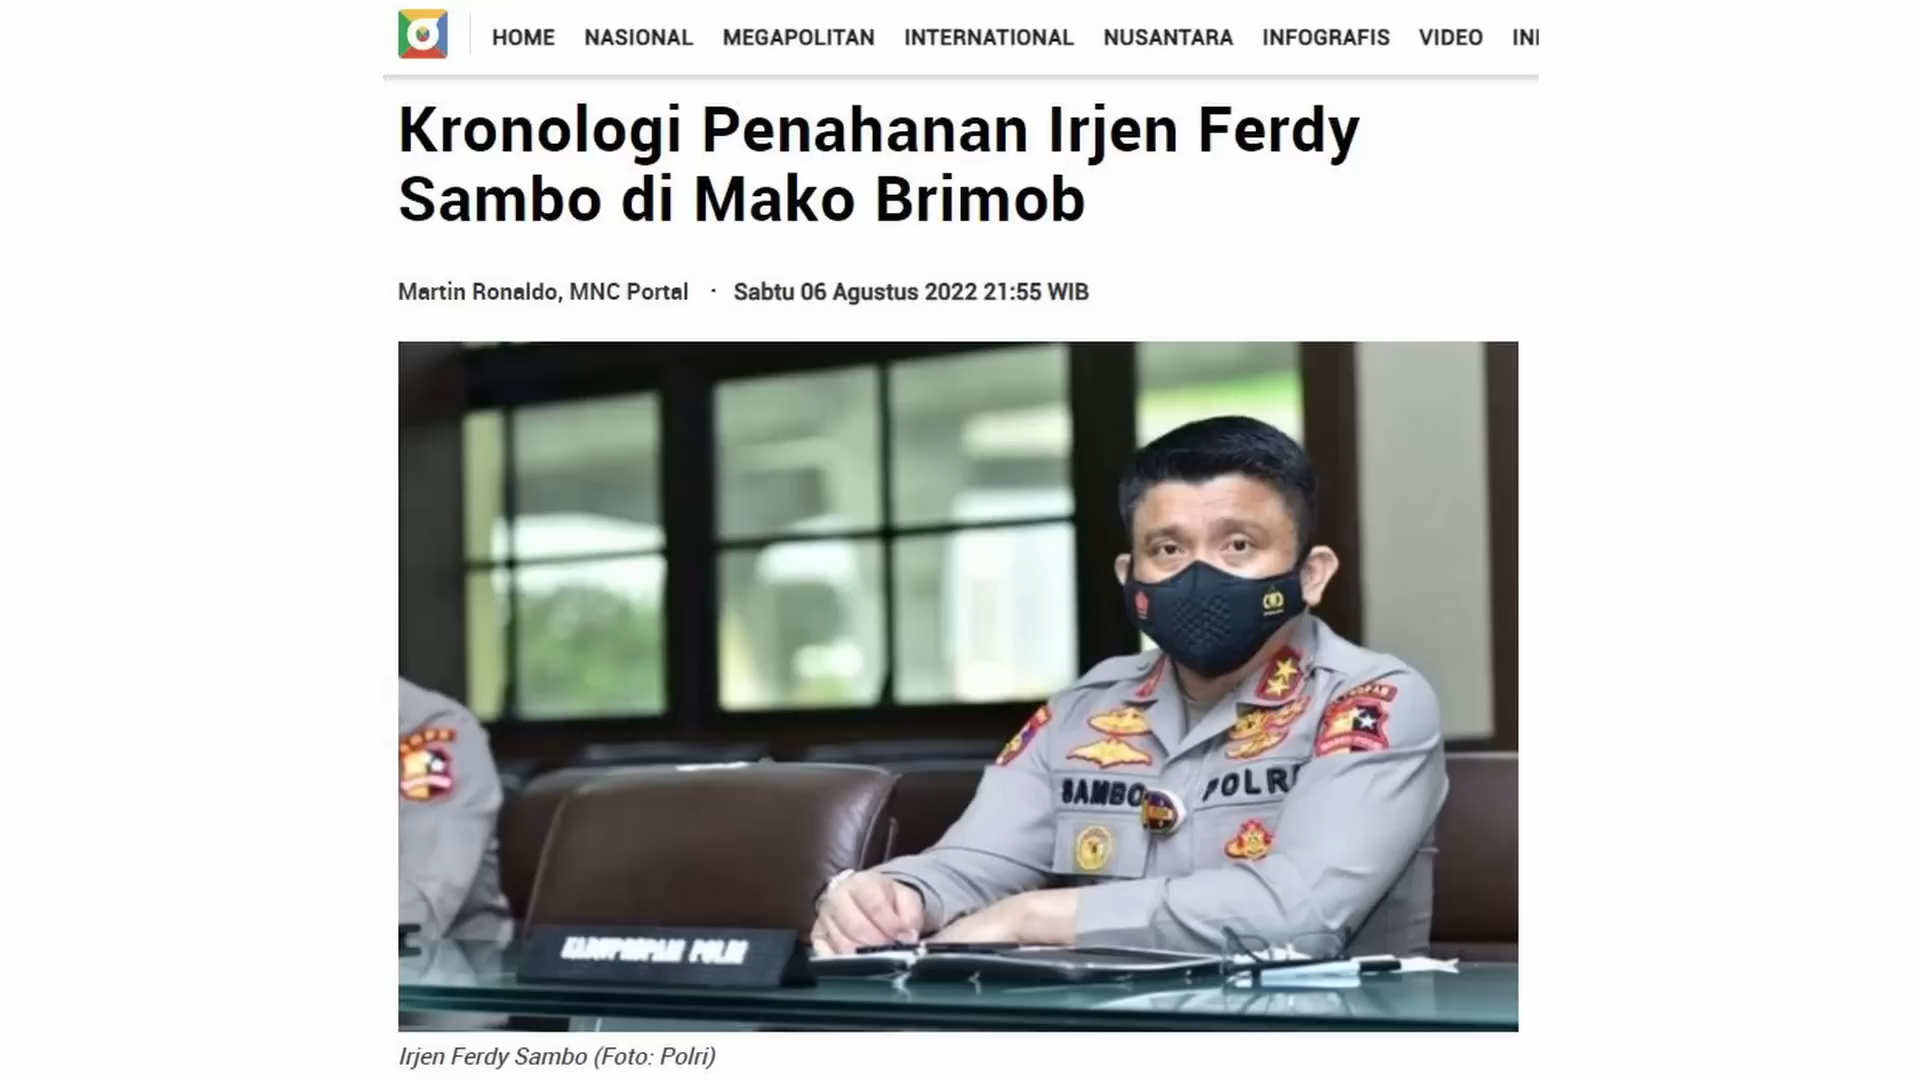 HOME NASIONAL MEGAPOLITAN INTERNATIONAL NUSANTARA INFOGRAFIS VIDEO
Kronologi Penahanan Irjen Ferdy
Sambo di Mako Brimob
Martin Ronaldo, MNC Portal · Sabtu 06 Agustus 2022 21:55 WIB
SAMBO POLRI
Irjen Ferdy Sambo (Foto: Polri)